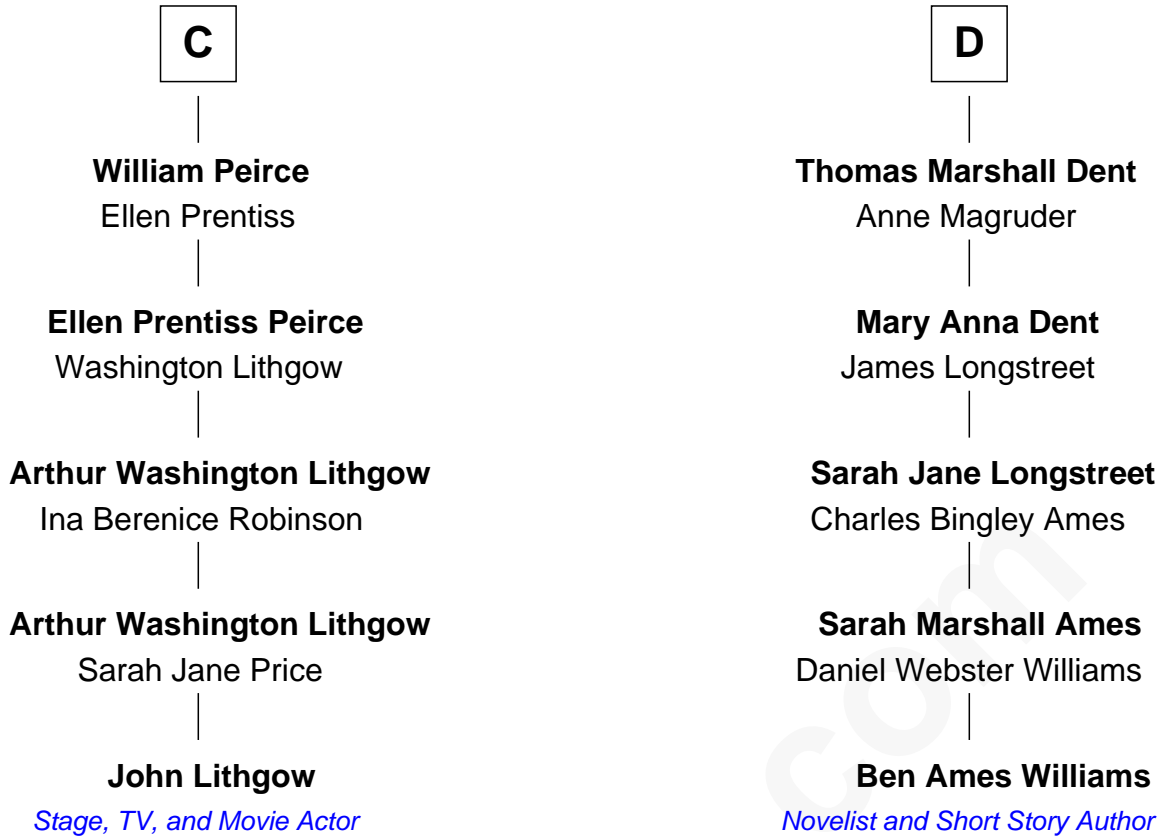 C
William Peirce
Ellen Prentiss
Ellen Prentiss Peirce
Washington Lithgow
Arthur Washington Lithgow
Ina Berenice Robinson
Arthur Washington Lithgow
Sarah Jane Price
John Lithgow
Stage, TV, and Movie Actor
D
Thomas Marshall Dent
Anne Magruder
Mary Anna Dent
James Longstreet
Sarah Jane Longstreet
Charles Bingley Ames
Sarah Marshall Ames
Daniel Webster Williams
Ben Ames Williams
Novelist and Short Story Author
com